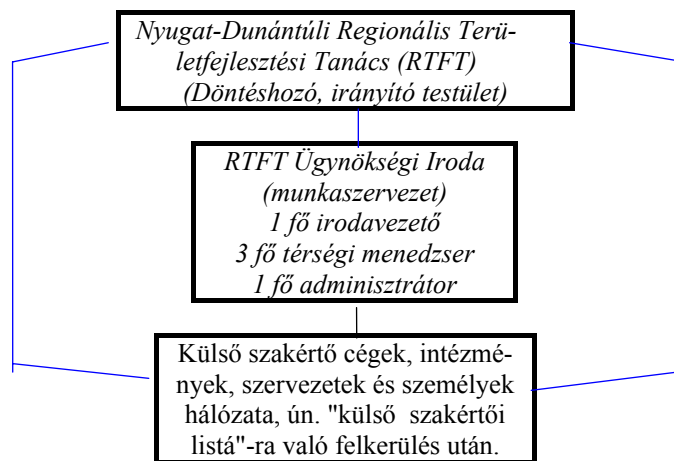 Nyugat-Dunántúli Regionális Terü-
letfejlesztési Tanács (RTFT)
(Döntéshozó, irányító testület)
RTFT Ügynökségi Iroda
(munkaszervezet)
1 fő irodavezető
3 fő térségi menedzser
1 fő adminisztrátor
Külső szakértő cégek, intézmé-
nyek, szervezetek és személyek
hálózata, ún. "külső szakértői
listá"-ra való felkerülés után.